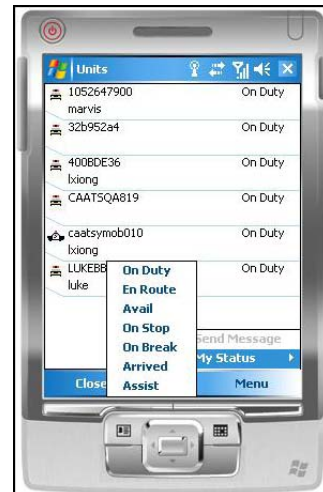 Units
1052647900 On Duty
marvis
32b952a4 On Duty
400BDE36 On Duty
lxiong
CAATSQA819 On Duty
caatsymob010 On Duty
lxiong
LUKEBB On Duty
luke
On Duty
En Route
Avail
On Stop
On Break
Arrived
Assist
Send Message
My Status
Close
Menu